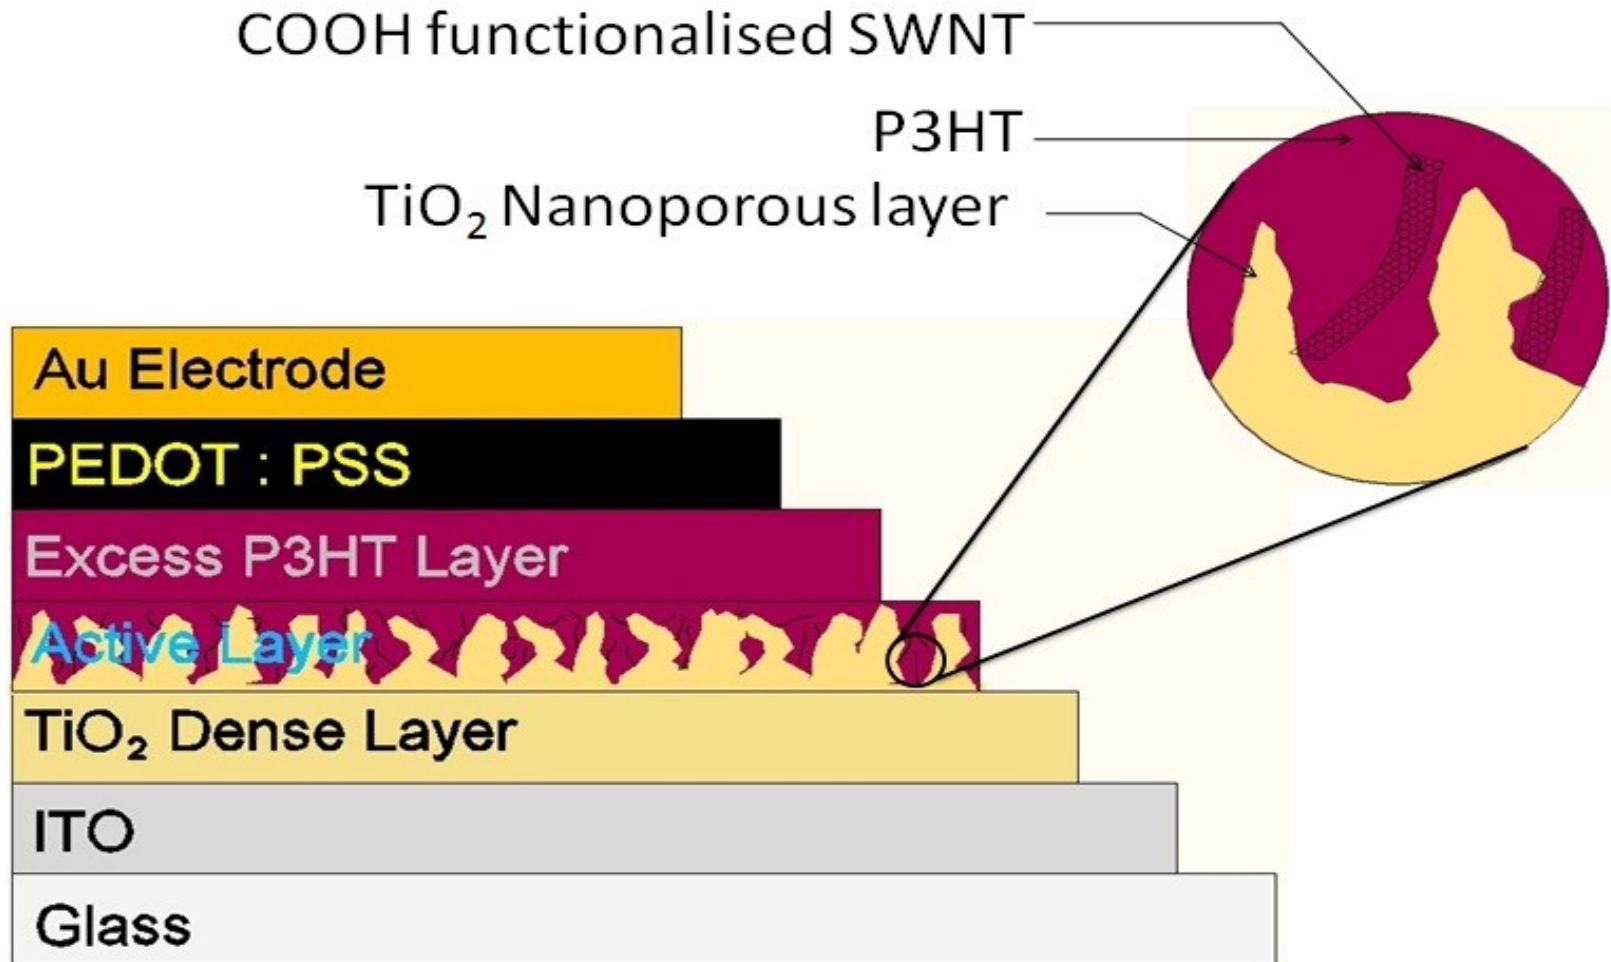 COOH functionalised SWNT
P3HT
TiO₂ Nanoporous layer
Au Electrode
PEDOT : PSS
Excess P3HT Layer
Active Layer
TiO₂ Dense Layer
ITO
Glass